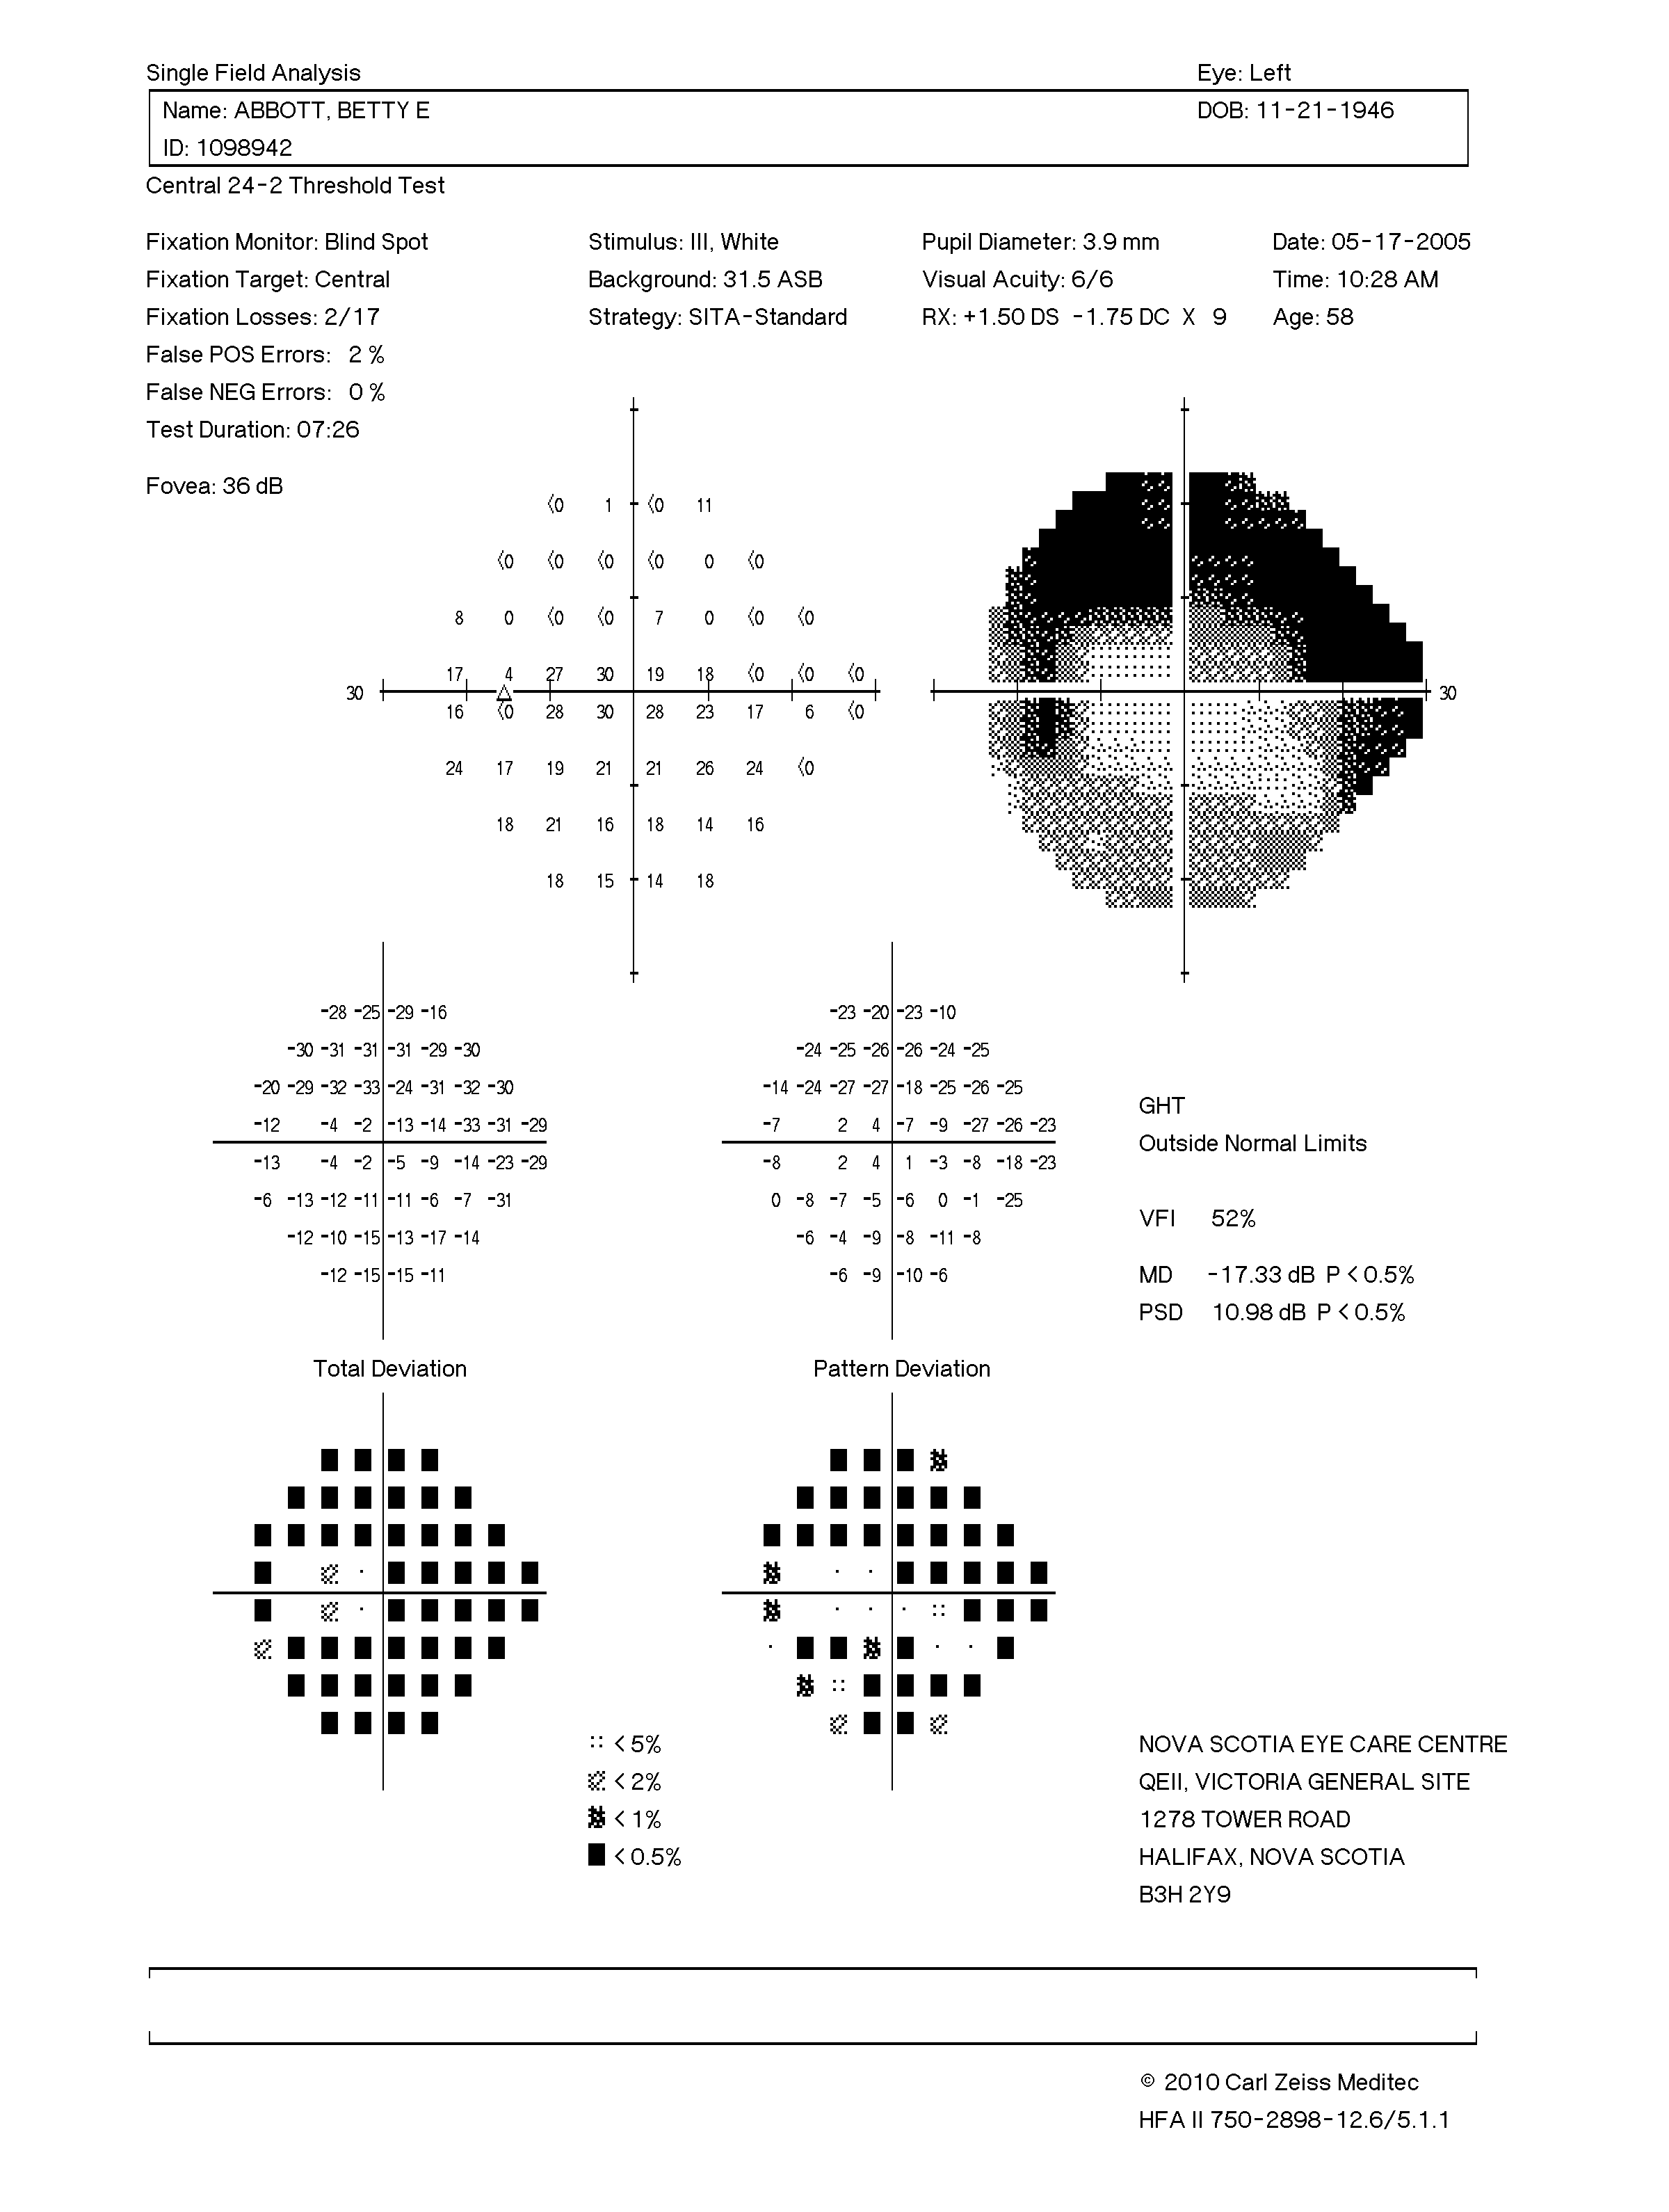 Single Field Analysis Eye: Left
Name: ABBOTT, BETTY E DOB: 11-21-1946
ID: 1098942
Central 24-2 Threshold Test
Fixation Monitor: Blind Spot Stimulus: III, White Pupil Diameter: 3.9 mm Date: 05-17-2005
Fixation Target: Central Background: 31.5 ASB Visual Acuity: 6/6 Time: 10:28 AM
Fixation Losses: 2/17 Strategy: SITA-Standard RX: +1.50 DS -1.75 DC X 9 Age: 58
False POS Errors: 2 %
False NEG Errors: 0 %
Test Duration: 07:26
Fovea: 36 dB
<0 1 <0 11
<0 <0 <0 <0 0 <0
8 0 <0 <0 7 0 <0 <0
17 4 27 30 19 18 <0 <0 <0
30 30
16 <0 28 30 28 23 17 6 <0
24 17 19 21 21 26 24 <0
18 21 16 18 14 16
18 15 14 18
-28 -25 -29 -16 -23 -20 -23 -10
-30 -31 -31 -31 -29 -30 -24 -25 -26 -26 -24 -25
-20 -29 -32 -33 -24 -31 -32 -30 -14 -24 -27 -27 -18 -25 -26 -25
-12 -4 -2 -13 -14 -33 -31 -29 -7 2 4 -7 -9 -27 -26 -23
-13 -4 -2 -5 -9 -14 -23 -29 -8 2 4 1 -3 -8 -18 -23
-6 -13 -12 -11 -11 -6 -7 -31 0 -8 -7 -5 -6 0 -1 -25
-12 -10 -15 -13 -17 -14 -6 -4 -9 -8 -11 -8
-12 -15 -15 -11 -6 -9 -10 -6
GHT
Outside Normal Limits
VFI 52%
MD -17.33 dB P < 0.5%
PSD 10.98 dB P < 0.5%
Total Deviation Pattern Deviation
< 5%
< 2%
< 1%
< 0.5%
NOVA SCOTIA EYE CARE CENTRE
QEII, VICTORIA GENERAL SITE
1278 TOWER ROAD
HALIFAX, NOVA SCOTIA
B3H 2Y9
© 2010 Carl Zeiss Meditec
HFA II 750-2898-12.6/5.1.1